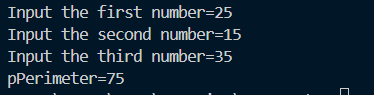 Input the first number=25
Input the second number=15
Input the third number=35
pPerimeter=75